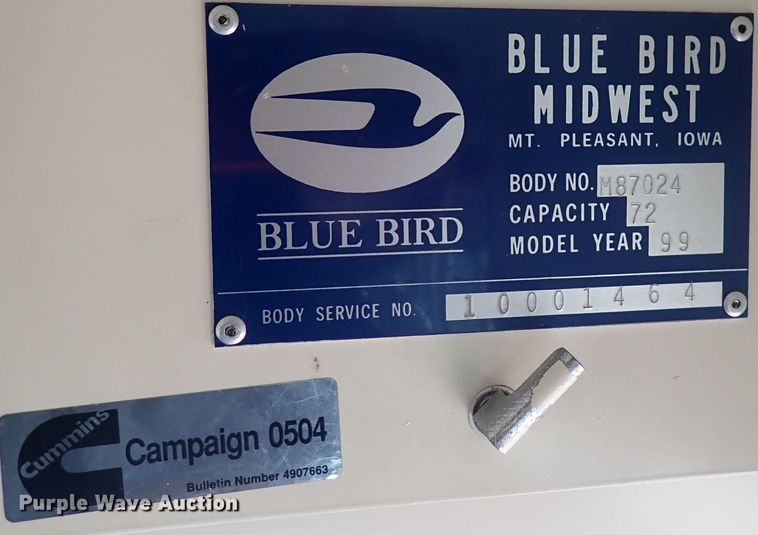 BLUE BIRD
MIDWEST
MT. PLEASANT, IOWA
BODY NO. M87024
CAPACITY 72
MODEL YEAR 99
BLUE BIRD
BODY SERVICE NO. 10001464
Cummins
Campaign 0504
Bulletin Number 4907663
Purple Wave Auction